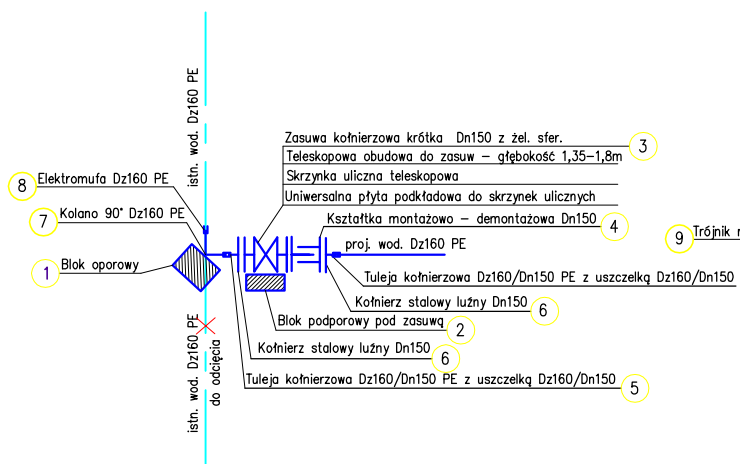 istn. wod. Dz160 PE
Zasuwa kołnierzowa krótka Dn150 z żel. sfer.
3
Teleskopowa obudowa do zasuw – głębokość 1,35–1,8m
Skrzynka uliczna teleskopowa
Uniwersalna płyta podkładowa do skrzynek ulicznych
8 Elektromufa Dz160 PE
7 Kolano 90° Dz160 PE
Kształtka montażowo – demontażowa Dn150 4
9 Trójnik
proj. wod. Dz160 PE
1 Blok oporowy
Tuleja kołnierzowa Dz160/Dn150 PE z uszczelką Dz160/Dn150
Kołnierz stalowy luźny Dn150 6
Blok podporowy pod zasuwą 2
Kołnierz stalowy luźny Dn150 6
Tuleja kołnierzowa Dz160/Dn150 PE z uszczelką Dz160/Dn150 5
istn. wod. Dz160 PE
do odcięcia